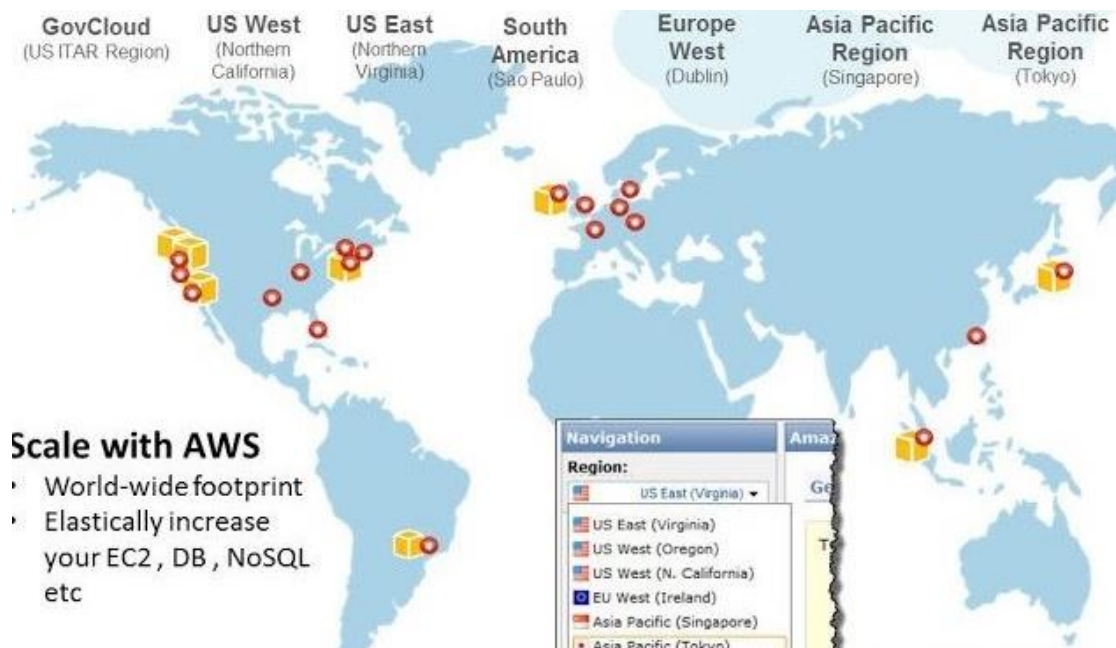 GovCloud
(US ITAR Region)
US West
(Northern
California)
US East
(Northern
Virginia)
South
America
(Sao Paulo)
Europe
West
(Dublin)
Asia Pacific
Region
(Singapore)
Asia Pacific
Region
(Tokyo)
Scale with AWS
• World-wide footprint
• Elastically increase
your EC2 , DB , NoSQL
etc
Navigation
Region:
US East (Virginia)
US East (Virginia)
US West (Oregon)
US West (N. California)
EU West (Ireland)
Asia Pacific (Singapore)
Asia Pacific (Tokyo)
Amaz
Ge